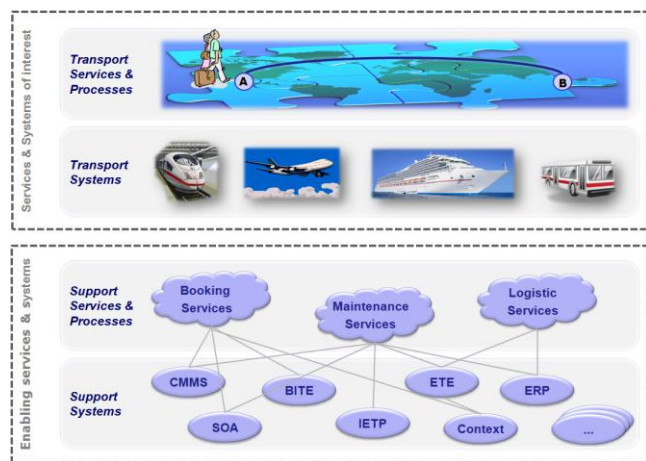 Services & Systems of interest
Transport
Services &
Processes
A
B
Transport
Systems
Enabling services & systems
Support
Services &
Processes
Booking
Services
Maintenance
Services
Logistic
Services
Support
Systems
CMMS
BITE
ETE
ERP
SOA
IETP
Context
...